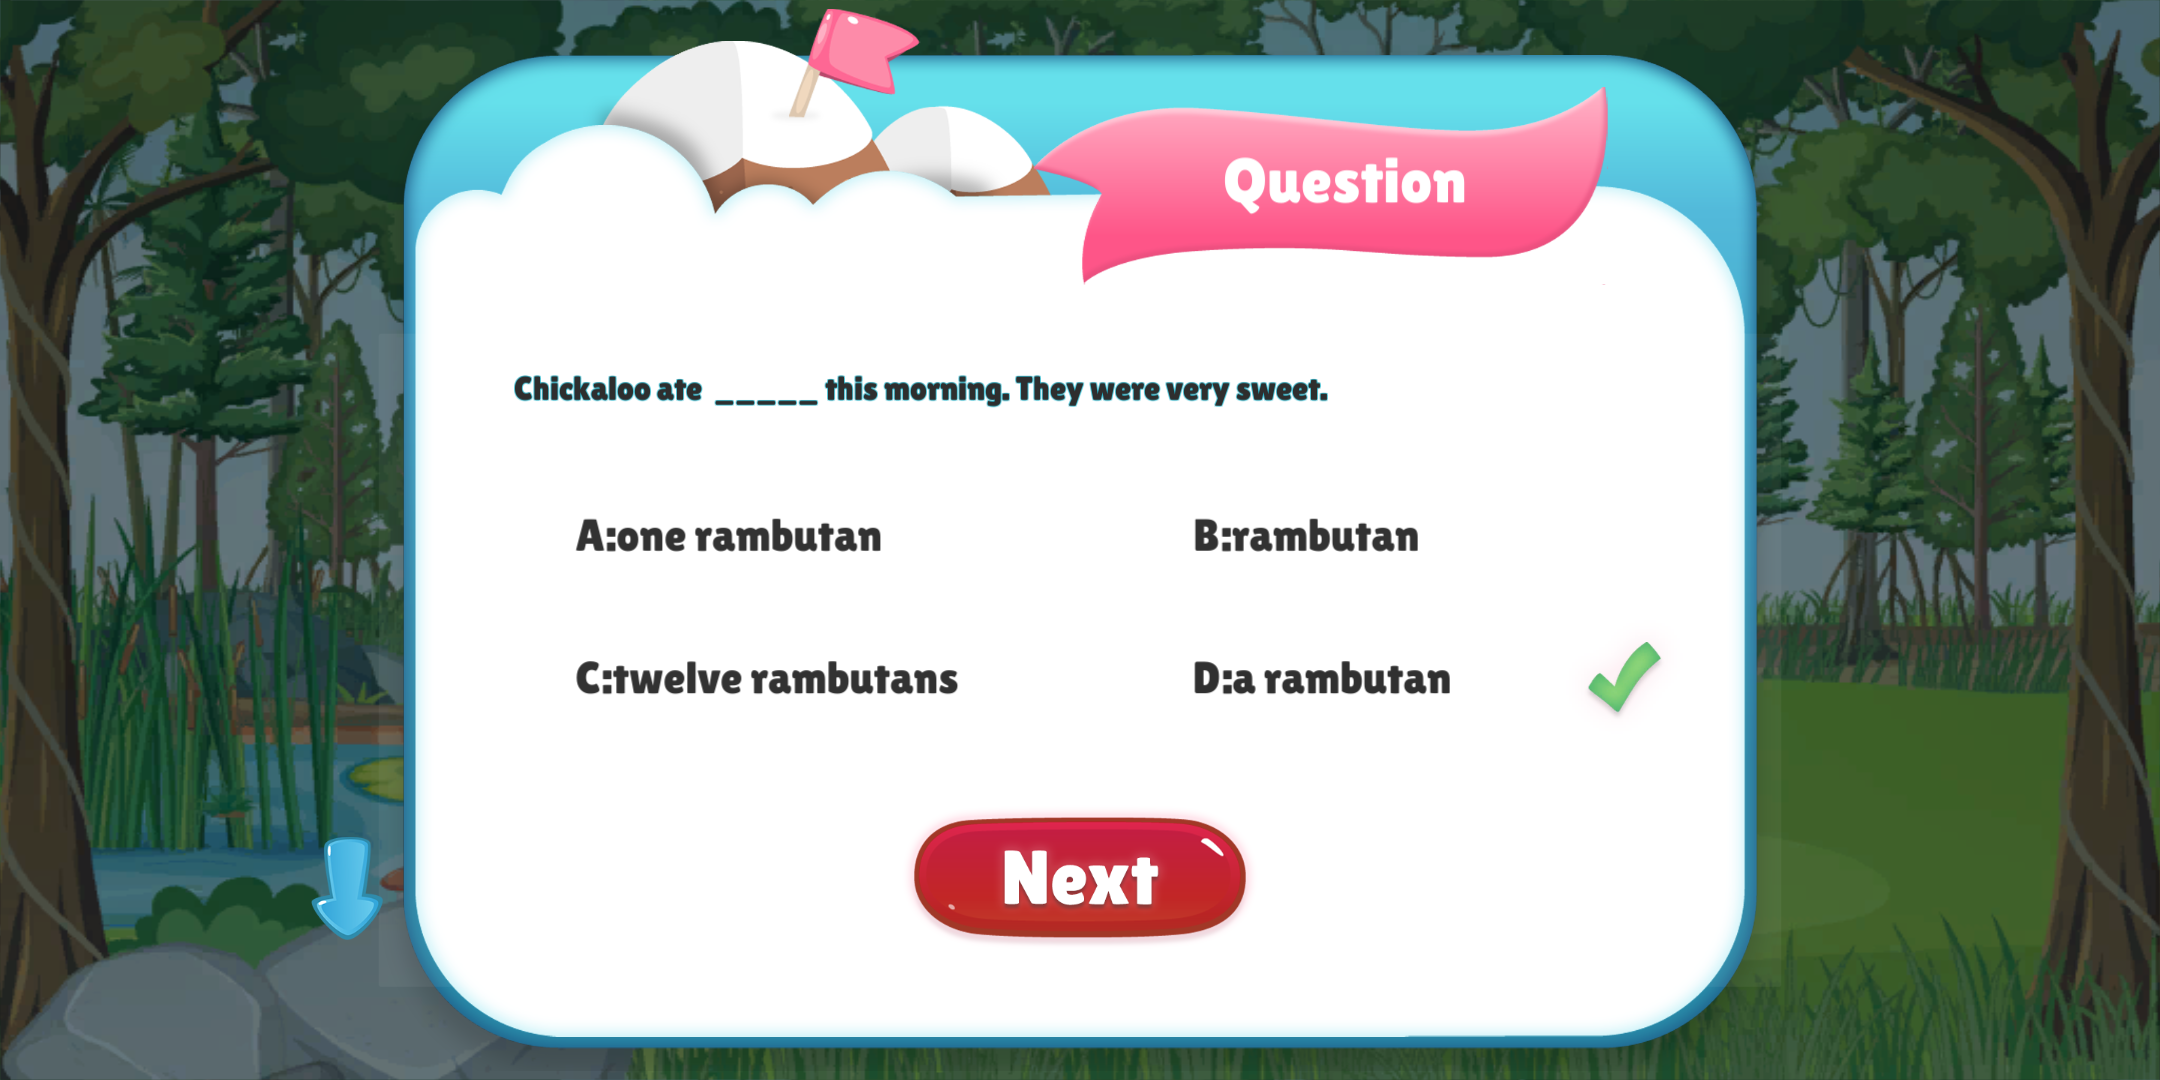 Question
Chickaloo ate _____ this morning. They were very sweet.
A:one rambutan
B:rambutan
C:twelve rambutans
D:a rambutan
Next